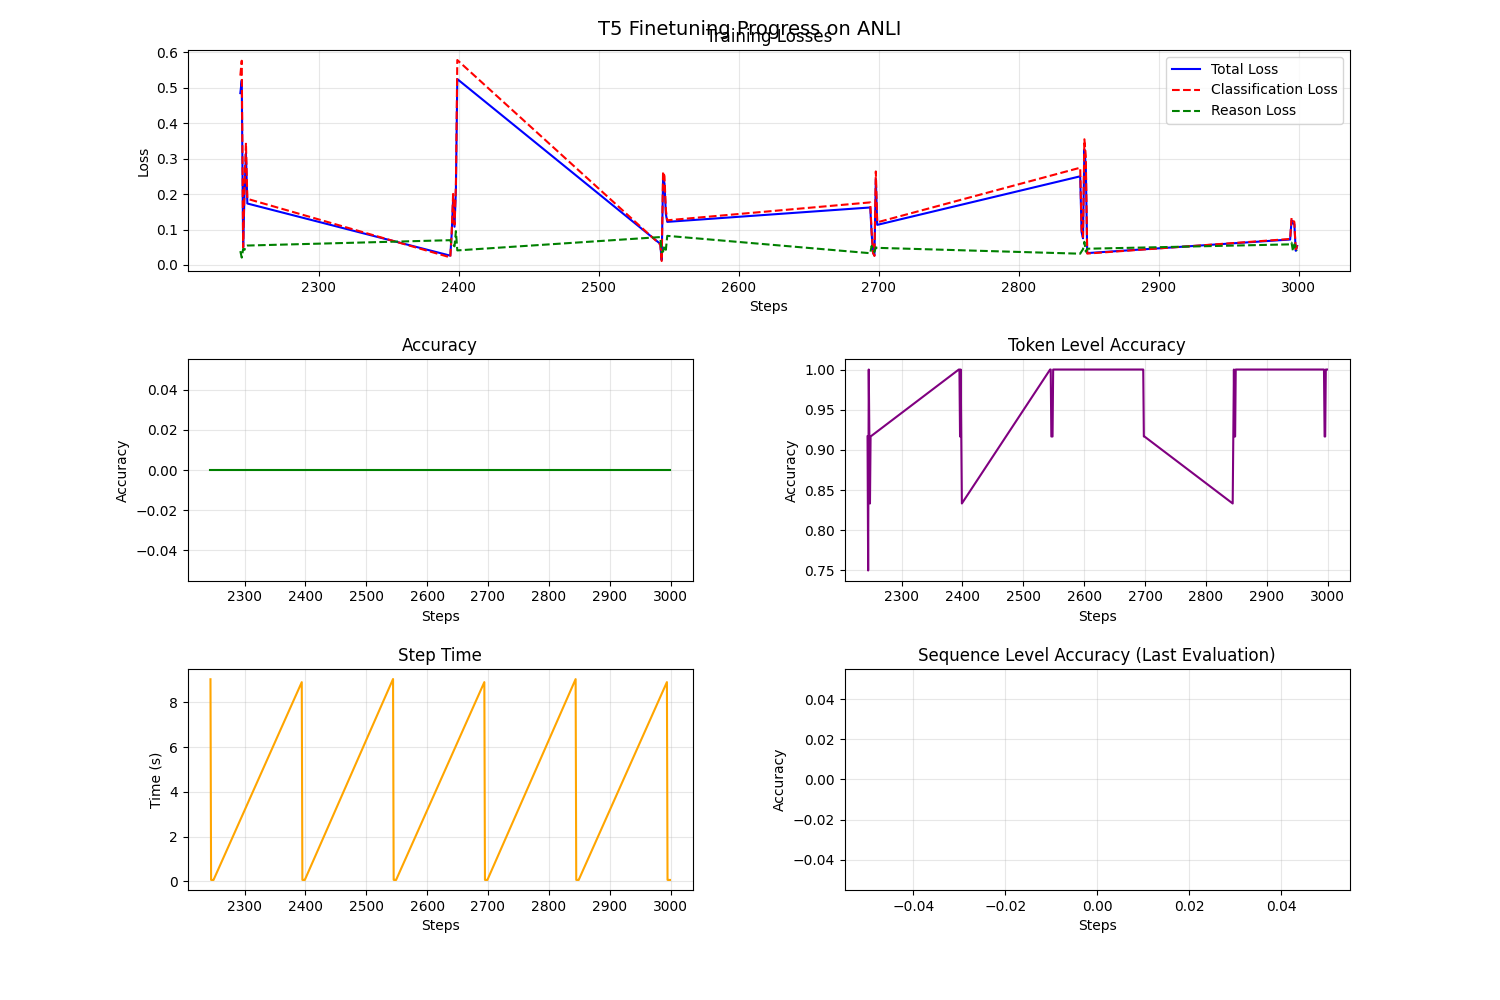 T5 Finetuning Progress on ANLI
Training Losses
Loss
0.6
0.5
0.4
0.3
0.2
0.1
0.0
Total Loss
Classification Loss
Reason Loss
2300 2400 2500 2600 2700 2800 2900 3000
Steps
Accuracy
Accuracy
0.04
0.02
0.00
−0.02
−0.04
2300 2400 2500 2600 2700 2800 2900 3000
Steps
Token Level Accuracy
Accuracy
1.00
0.95
0.90
0.85
0.80
0.75
2300 2400 2500 2600 2700 2800 2900 3000
Steps
Step Time
Time (s)
8
6
4
2
0
2300 2400 2500 2600 2700 2800 2900 3000
Steps
Sequence Level Accuracy (Last Evaluation)
Accuracy
0.04
0.02
0.00
−0.02
−0.04
−0.04 −0.02 0.00 0.02 0.04
Steps